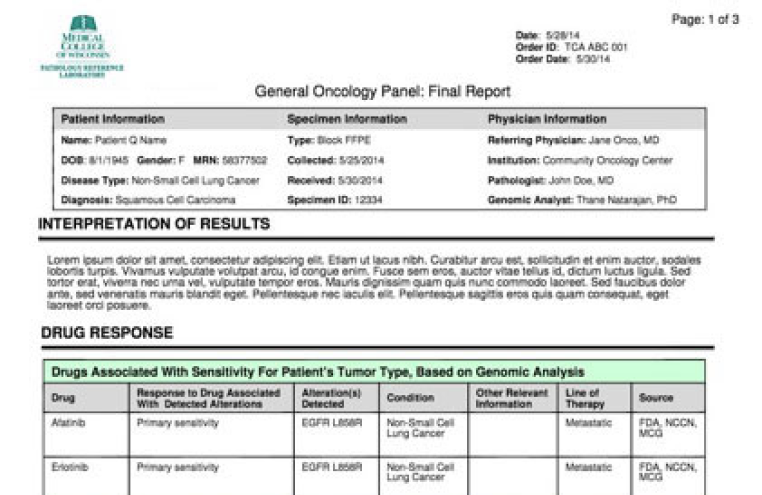 Page: 1 of 3
MEDICAL
COLLEGE
OF WISCONSIN
PATHOLOGY REFERENCE
LABORATORY
Date: 5/28/14
Order ID: TCA ABC 001
Order Date: 5/30/14
General Oncology Panel: Final Report
Patient Information Specimen Information Physician Information
Name: Patient Q Name Type: Block FFPE Referring Physician: Jane Onco, MD
DOB: 8/1/1945 Gender: F MRN: 58377502 Collected: 5/25/2014 Institution: Community Oncology Center
Disease Type: Non-Small Cell Lung Cancer Received: 5/30/2014 Pathologist: John Doe, MD
Diagnosis: Squamous Cell Carcinoma Specimen ID: 12334 Genomic Analyst: Thane Natarajan, PhD
INTERPRETATION OF RESULTS
Lorem ipsum dolor sit amet, consectetur adipiscing elit. Etiam ut lacus nibh. Curabitur arcu est, sollicitudin et enim auctor, sodales
lobortis turpis. Vivamus vulputate volutpat arcu, id congue enim. Fusce sem eros, auctor vitae tellus id, dictum luctus ligula. Sed
tortor erat, viverra nec urna vel, vulputate tempor eros. Mauris dignissim quam quis nunc commodo laoreet. Sed faucibus dolor
ante, sed venenatis mauris blandit eget. Pellentesque nec iaculis elit. Pellentesque sagittis eros quis quam consequat, eget
laoreet orci posuere.
DRUG RESPONSE
Drugs Associated With Sensitivity For Patient's Tumor Type, Based on Genomic Analysis
Drug Response to Drug Associated Alteration(s) Condition Other Relevant Line of Source
With Detected Alterations Detected Information Therapy
Afatinib Primary sensitivity EGFR L858R Non-Small Cell Metastatic FDA, NCCN,
Lung Cancer MCG
Erlotinib Primary sensitivity EGFR L858R Non-Small Cell Metastatic FDA, NCCN,
Lung Cancer MCG